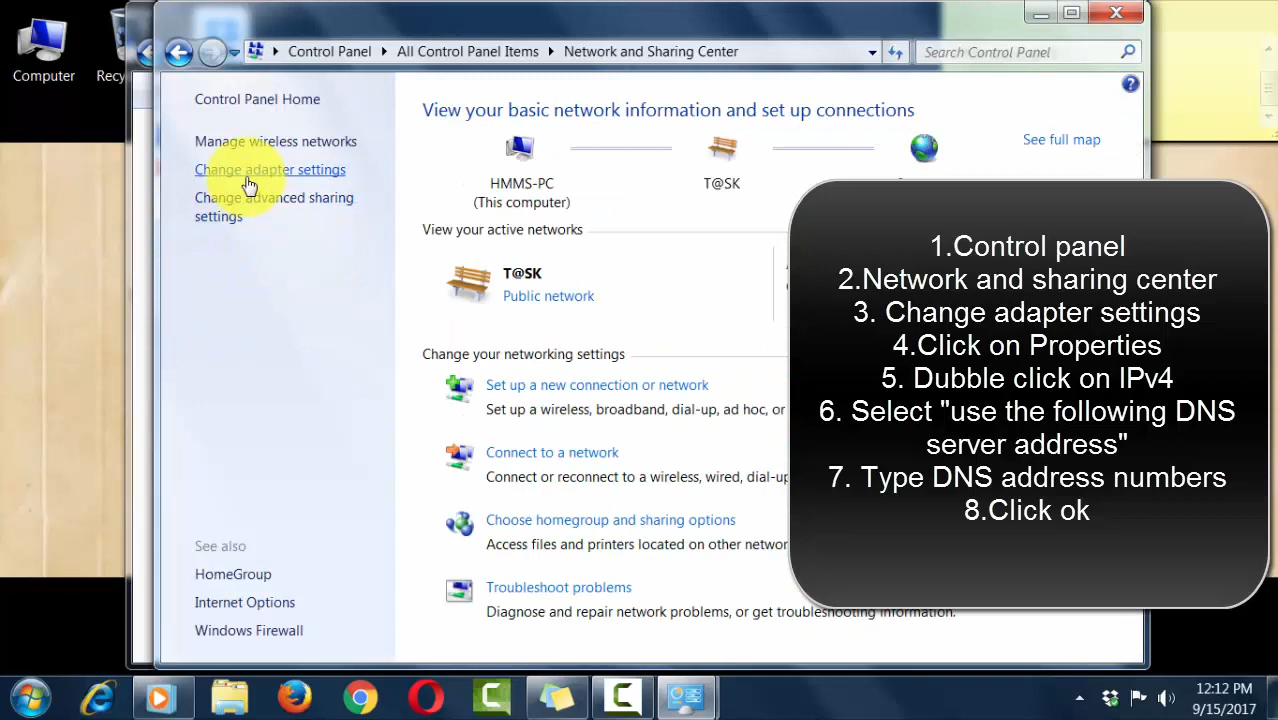 Computer
Recy
Control Panel
All Control Panel Items
Network and Sharing Center
Search Control Panel
Control Panel Home
Manage wireless networks
Change adapter settings
Change advanced sharing
settings
See also
HomeGroup
Internet Options
Windows Firewall
View your basic network information and set up connections
See full map
HMMS-PC
(This computer)
T@SK
View your active networks
T@SK
Public network
Change your networking settings
Set up a new connection or network
Set up a wireless, broadband, dial-up, ad hoc, or
Connect to a network
Connect or reconnect to a wireless, wired, dial-up
Choose homegroup and sharing options
Access files and printers located on other networ
Troubleshoot problems
Diagnose and repair network problems, or get troubleshooting information.
1.Control panel
2.Network and sharing center
3. Change adapter settings
4.Click on Properties
5. Dubble click on IPv4
6. Select "use the following DNS
server address"
7. Type DNS address numbers
8.Click ok
12:12 PM
9/15/2017